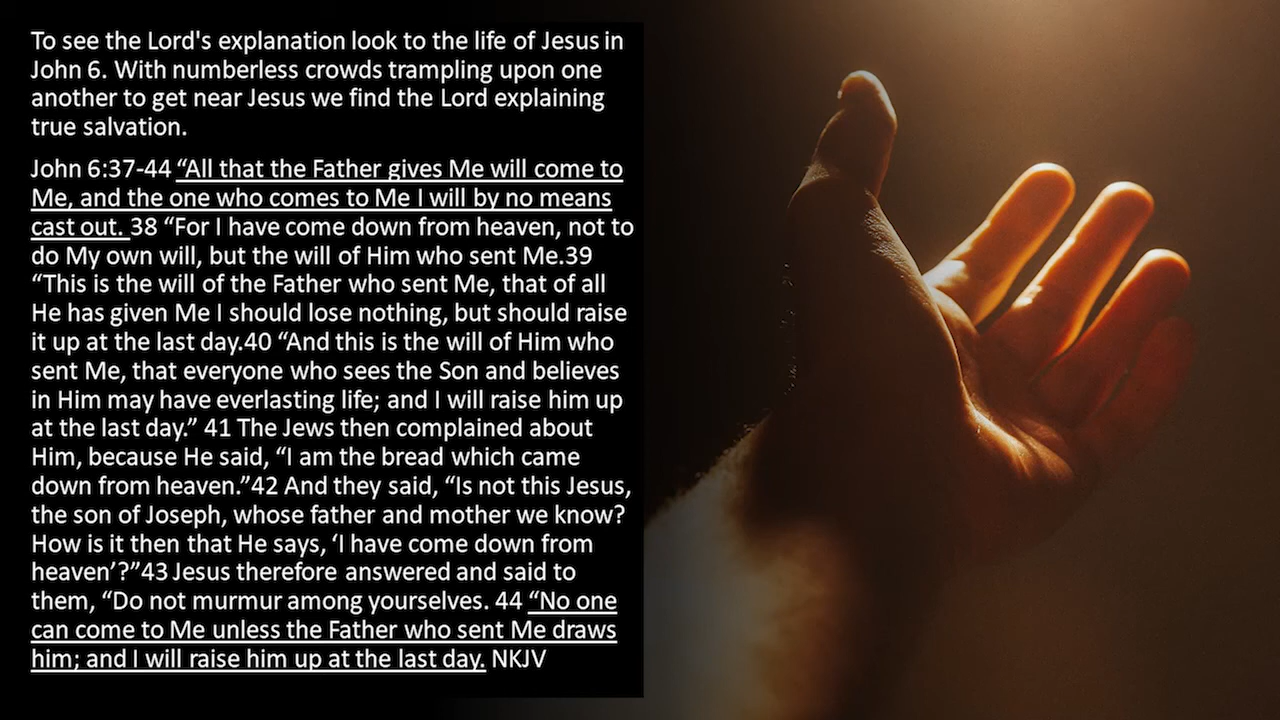 To see the Lord's explanation look to the life of Jesus in
John 6. With numberless crowds trampling upon one
another to get near Jesus we find the Lord explaining
true salvation.
John 6:37-44 “All that the Father gives Me will come to
Me, and the one who comes to Me I will by no means
cast out. 38 “For I have come down from heaven, not to
do My own will, but the will of Him who sent Me.39
“This is the will of the Father who sent Me, that of all
He has given Me I should lose nothing, but should raise
it up at the last day.40 “And this is the will of Him who
sent Me, that everyone who sees the Son and believes
in Him may have everlasting life; and I will raise him up
at the last day.” 41 The Jews then complained about
Him, because He said, “I am the bread which came
down from heaven.”42 And they said, “Is not this Jesus,
the son of Joseph, whose father and mother we know?
How is it then that He says, ‘I have come down from
heaven’?”43 Jesus therefore answered and said to
them, “Do not murmur among yourselves. 44 “No one
can come to Me unless the Father who sent Me draws
him; and I will raise him up at the last day. NKJV